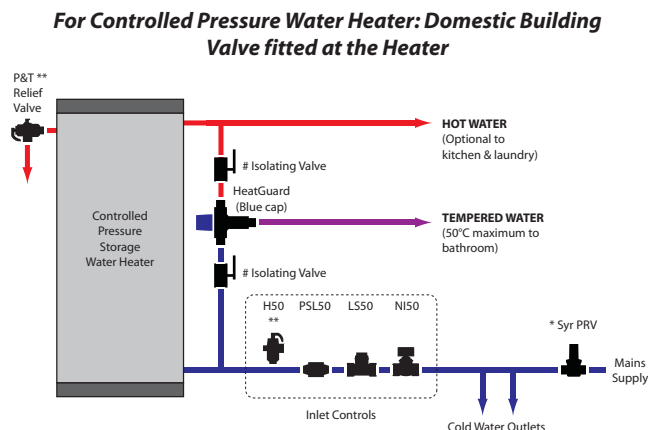 For Controlled Pressure Water Heater: Domestic Building
Valve fitted at the Heater
P&T **
Relief
Valve
HOT WATER
(Optional to
kitchen & laundry)
# Isolating Valve
HeatGuard
(Blue cap)
Controlled
Pressure
Storage
Water Heater
TEMPERED WATER
(50°C maximum to
bathroom)
# Isolating Valve
H50
**
PSL50
LS50
NI50
* Syr PRV
Mains
Supply
Inlet Controls
Cold Water Outlets